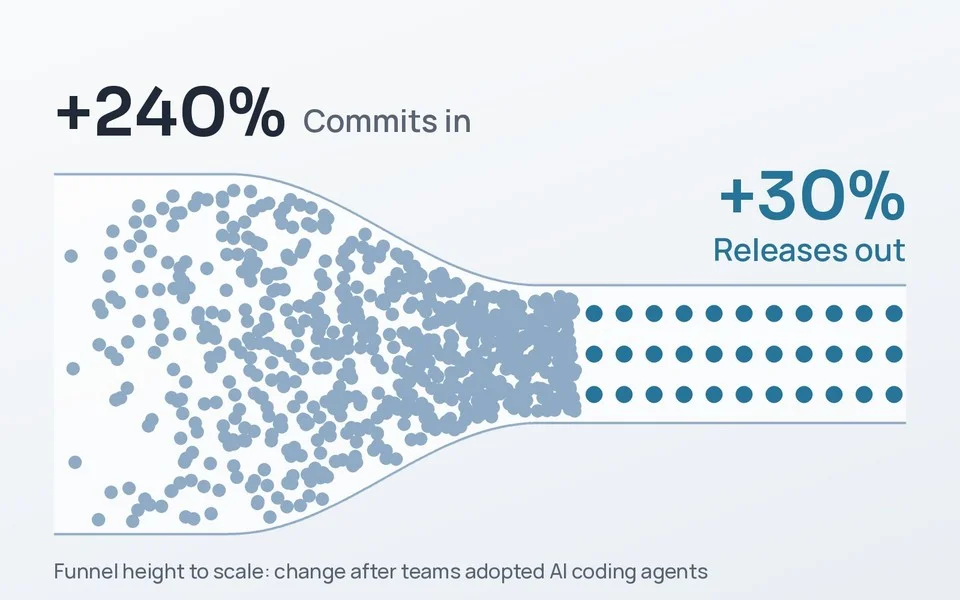 +240% Commits in
+30%
Releases out
Funnel height to scale: change after teams adopted AI coding agents